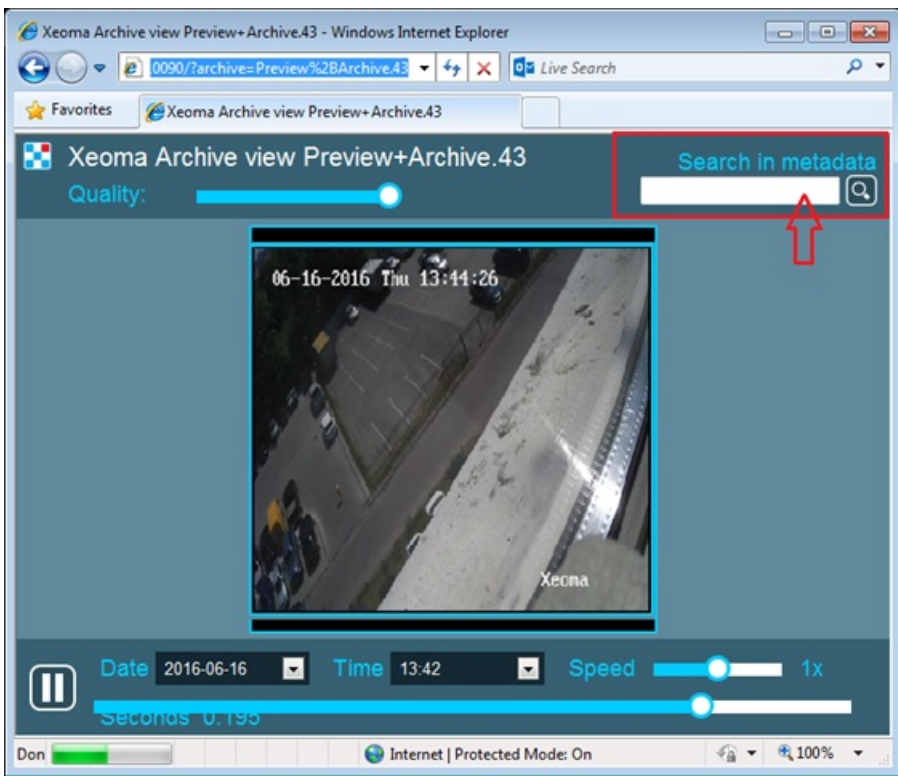 Xeoma Archive view Preview+Archive.43 - Windows Internet Explorer
.0090/?archive=Preview%2BArchive.43
Live Search
Favorites
Xeoma Archive view Preview+Archive.43
Xeoma Archive view Preview+Archive.43
Search in metadata
Quality:
06-16-2016 Thu 13:44:26
Xeoma
Date 2016-06-16 Time 13:42 Speed 1x
Seconds 0.195
Don
Internet | Protected Mode: On
100%